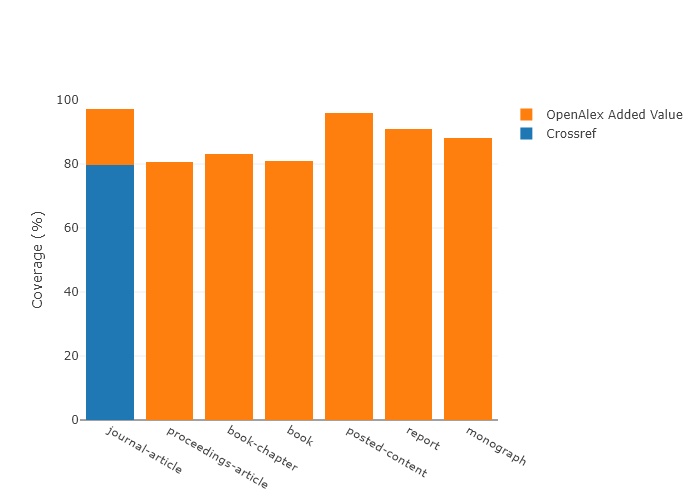 100
80
60
40
20
0
Coverage (%)
journal-article
proceedings-article
book-chapter
book
posted-content
report
monograph
OpenAlex Added Value
Crossref